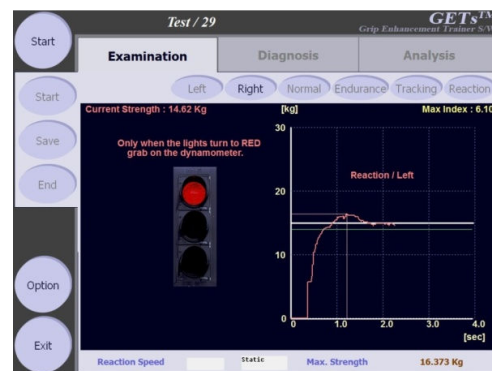 Test / 29
GETs™
Grip Enhancement Trainer S/W
Start
Examination
Diagnosis
Analysis
Left
Right
Normal
Endurance
Tracking
Reaction
Start
Save
End
Option
Exit
Current Strength : 14.62 Kg
[kg]
Max Index : 6.10
Only when the lights turn to RED
grab on the dynamometer.
Reaction / Left
30
20
10
0
0 1.0 2.0 3.0 4.0
[sec]
Reaction Speed
Static
Max. Strength
16.373 Kg